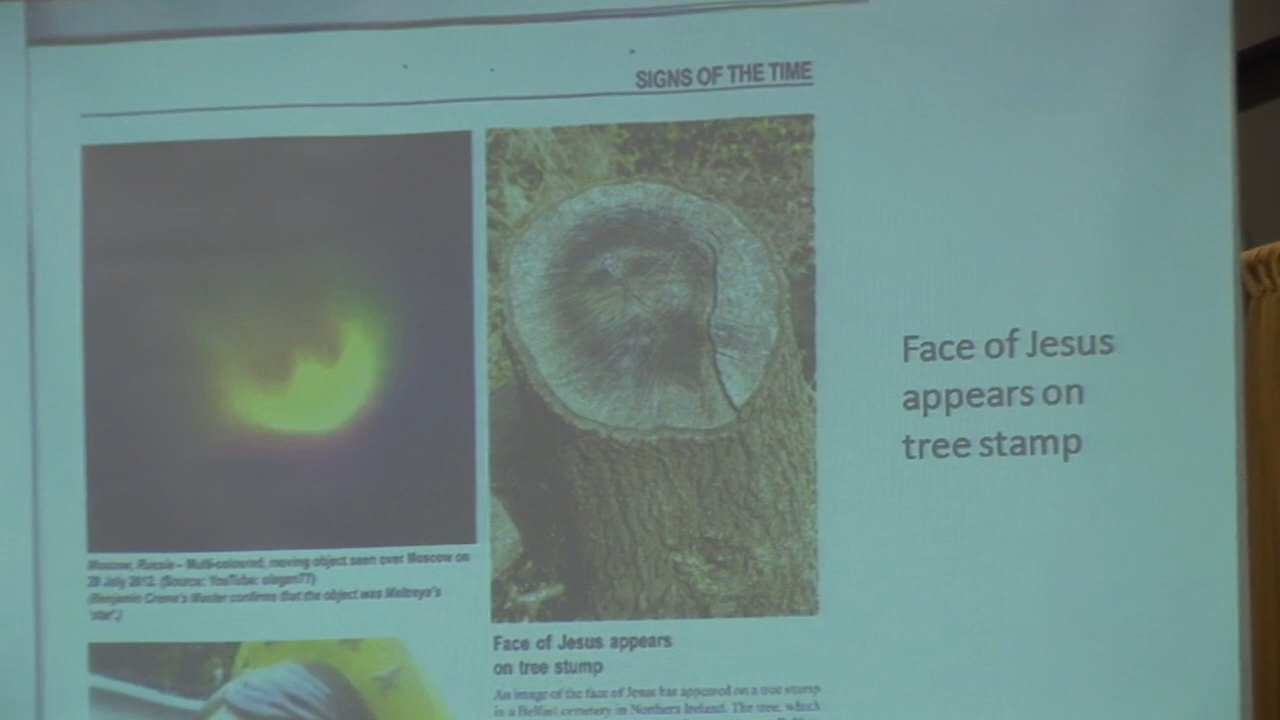 SIGNS OF THE TIME
Moscow, Russia – Multi-coloured, moving object seen over Moscow on
29 July 2012. (Source: YouTube:
(Benjamin Creme's Master confirms that the object was Maitreya's
'star'.)
Face of Jesus appears
on tree stump
An image of the face of Jesus has appeared on a tree stump
in a Belfast cemetery in Northern Ireland. The tree, which
Face of Jesus
appears on
tree stamp